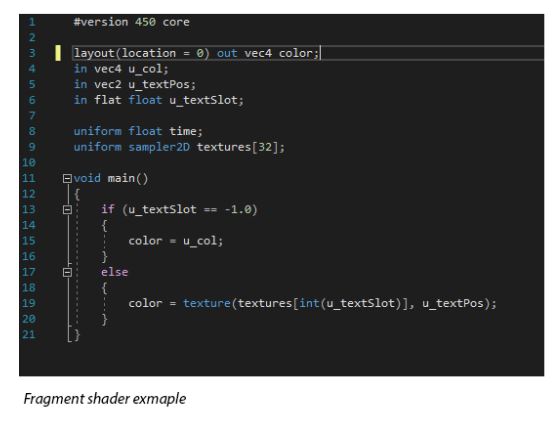 1 #version 450 core
2
3 layout(location = 0) out vec4 color;
4 in vec4 u_col;
5 in vec2 u_textPos;
6 in flat float u_textSlot;
7
8 uniform float time;
9 uniform sampler2D textures[32];
10
11 void main()
12 {
13 if (u_textSlot == -1.0)
14 {
15 color = u_col;
16 }
17 else
18 {
19 color = texture(textures[int(u_textSlot)], u_textPos);
20 }
21 }
Fragment shader exmaple